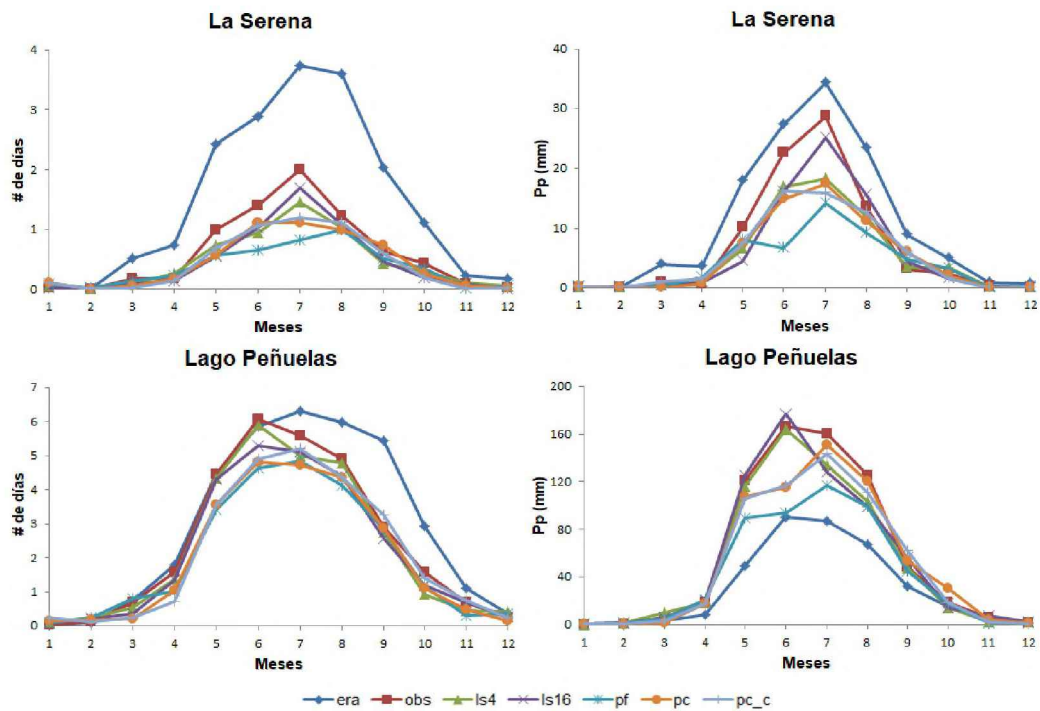 La Serena
4
3
2
1
0
# de días
1 2 3 4 5 6 7 8 9 10 11 12
Meses
La Serena
40
30
20
10
0
Pp (mm)
1 2 3 4 5 6 7 8 9 10 11 12
Meses
Lago Peñuelas
7
6
5
4
3
2
1
0
# de días
1 2 3 4 5 6 7 8 9 10 11 12
Meses
Lago Peñuelas
200
160
120
80
40
0
Pp (mm)
1 2 3 4 5 6 7 8 9 10 11 12
Meses
era obs ls4 ls16 pf pc pc_c